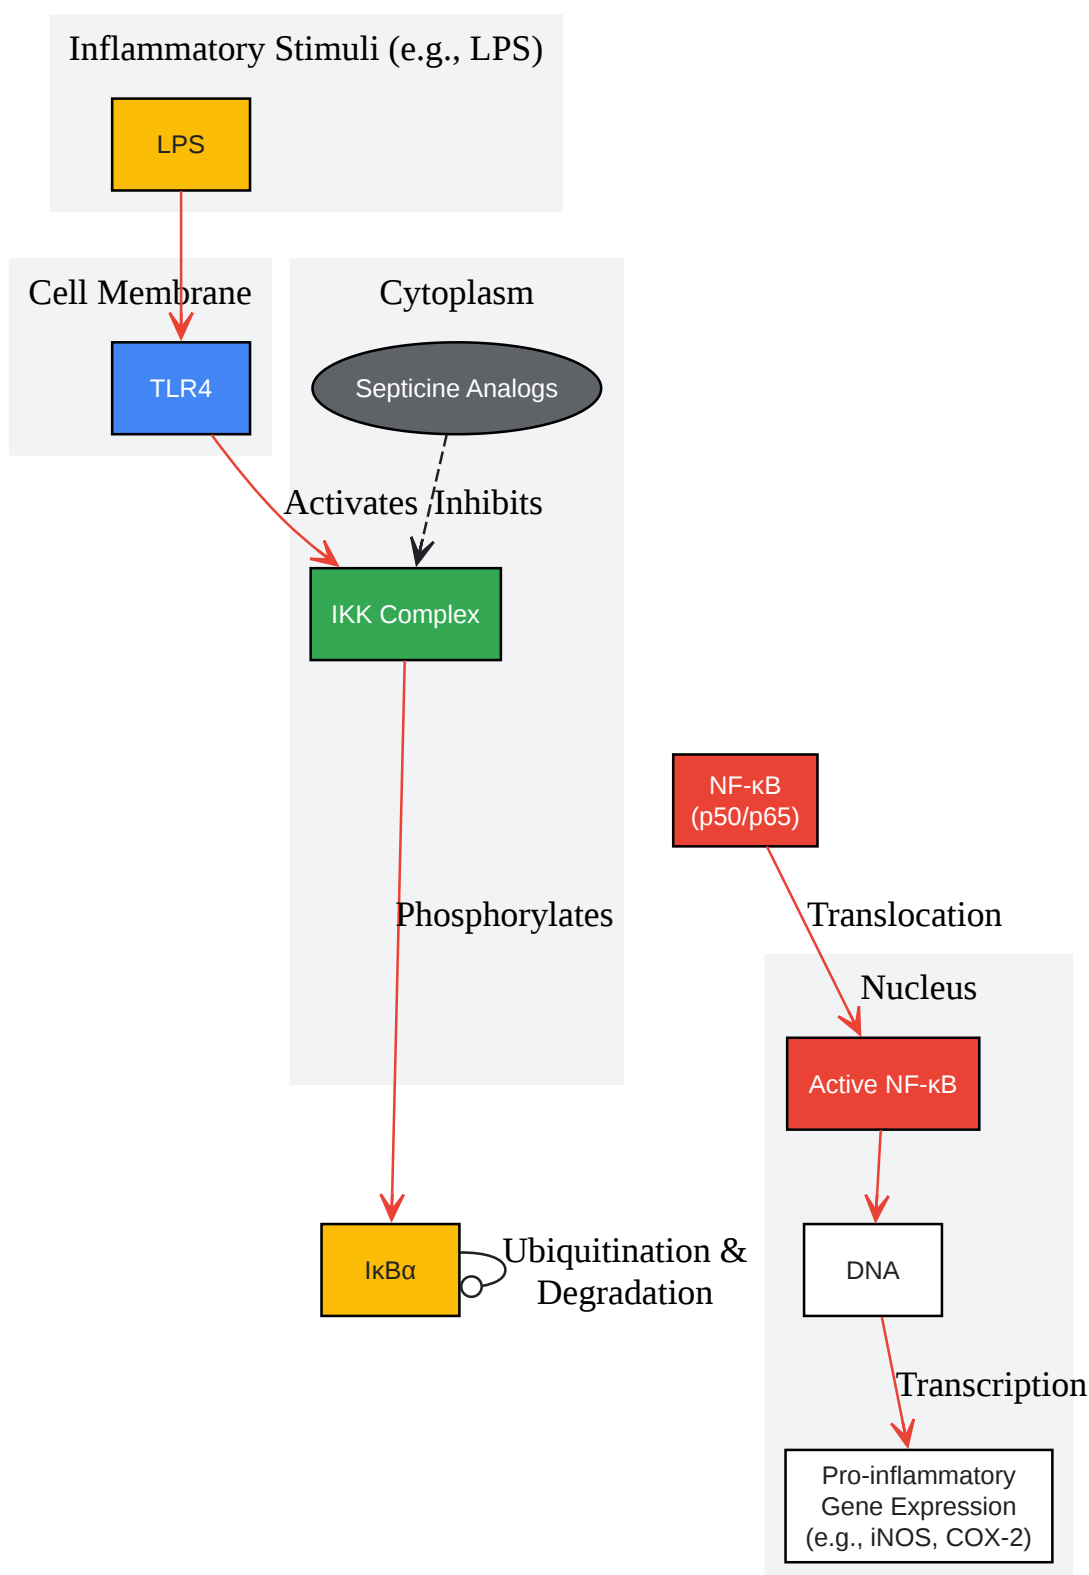 Inflammatory Stimuli (e.g., LPS)
LPS
Cell Membrane
Cytoplasm
TLR4
Septicine Analogs
Activates
Inhibits
IKK Complex
NF-κB
(p50/p65)
Phosphorylates
Translocation
Nucleus
Active NF-κB
IκBα
Ubiquitination &
Degradation
DNA
Transcription
Pro-inflammatory
Gene Expression
(e.g., iNOS, COX-2)